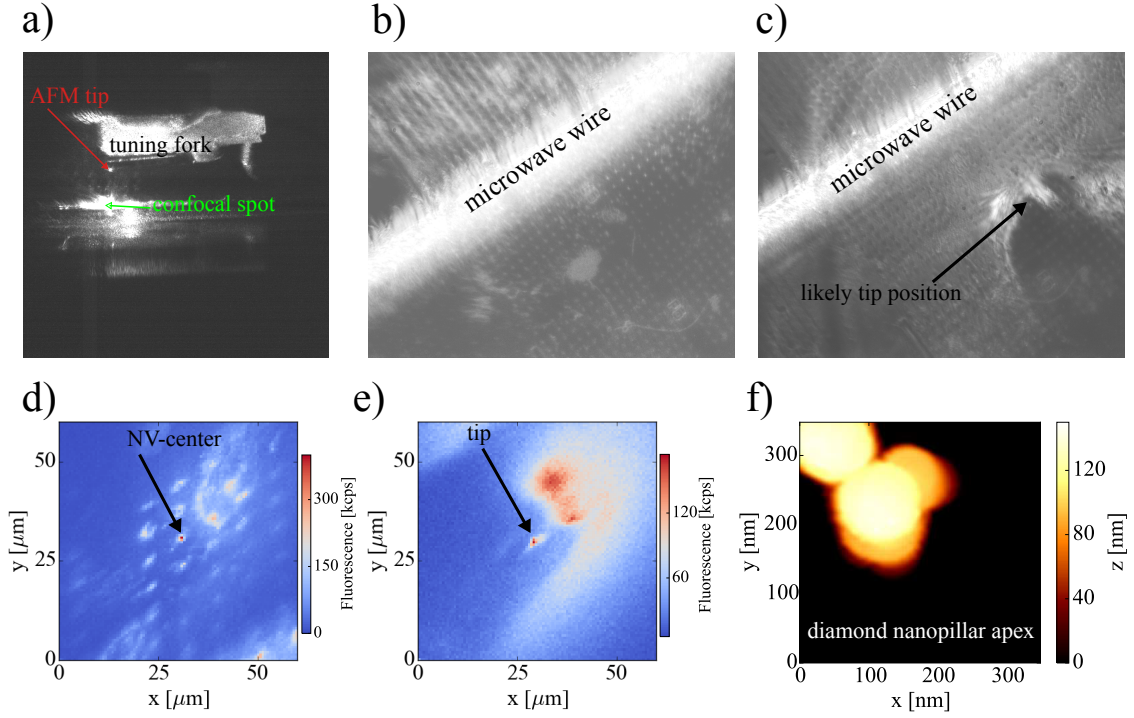 a)
AFM tip
tuning fork
confocal spot
b)
microwave wire
c)
microwave wire
likely tip position
d)
NV-center
50
25
0
y [μm]
0
25
50
x [μm]
300
150
0
Fluorescence [kcps]
e)
tip
50
25
0
y [μm]
0
25
50
x [μm]
120
60
Fluorescence [kcps]
f)
300
200
100
0
y [nm]
diamond nanopillar apex
0
100
200
300
x [nm]
120
80
40
0
z [nm]